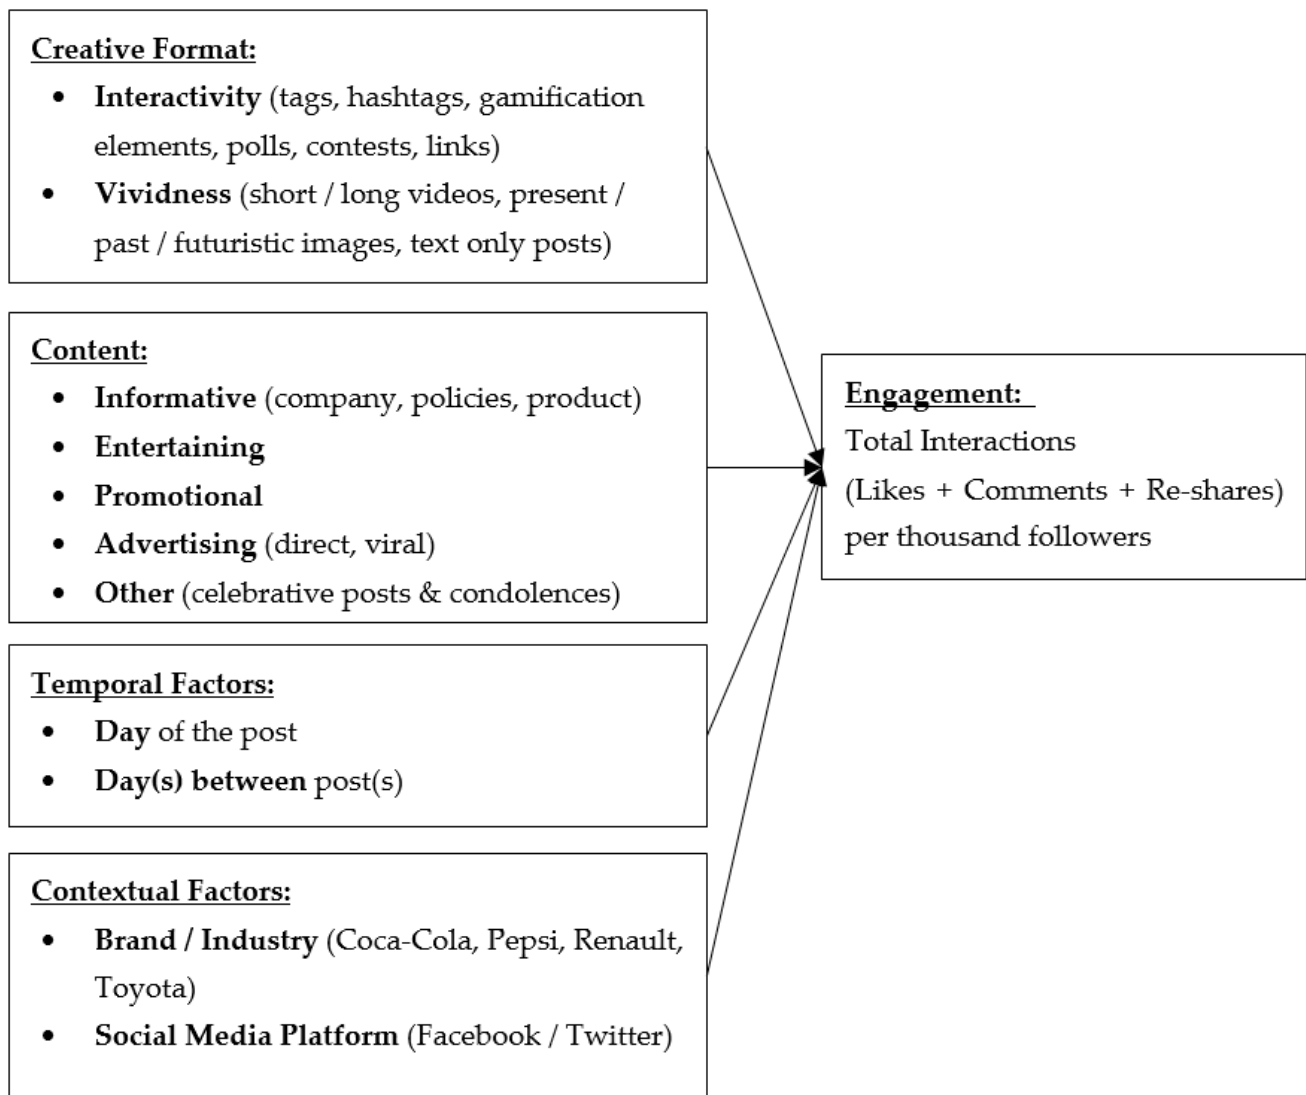 Creative Format:
• Interactivity (tags, hashtags, gamification
elements, polls, contests, links)
• Vividness (short / long videos, present /
past / futuristic images, text only posts)
Content:
• Informative (company, policies, product)
• Entertaining
• Promotional
• Advertising (direct, viral)
• Other (celebrative posts & condolences)
Temporal Factors:
• Day of the post
• Day(s) between post(s)
Contextual Factors:
• Brand / Industry (Coca-Cola, Pepsi, Renault,
Toyota)
• Social Media Platform (Facebook / Twitter)
Engagement:
Total Interactions
(Likes + Comments + Re-shares)
per thousand followers